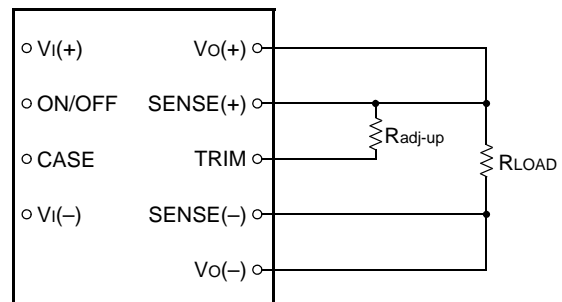 VI(+) VO(+)
ON/OFF SENSE(+)
Radj-up
CASE TRIM
RLOAD
VI(–) SENSE(–)
VO(–)